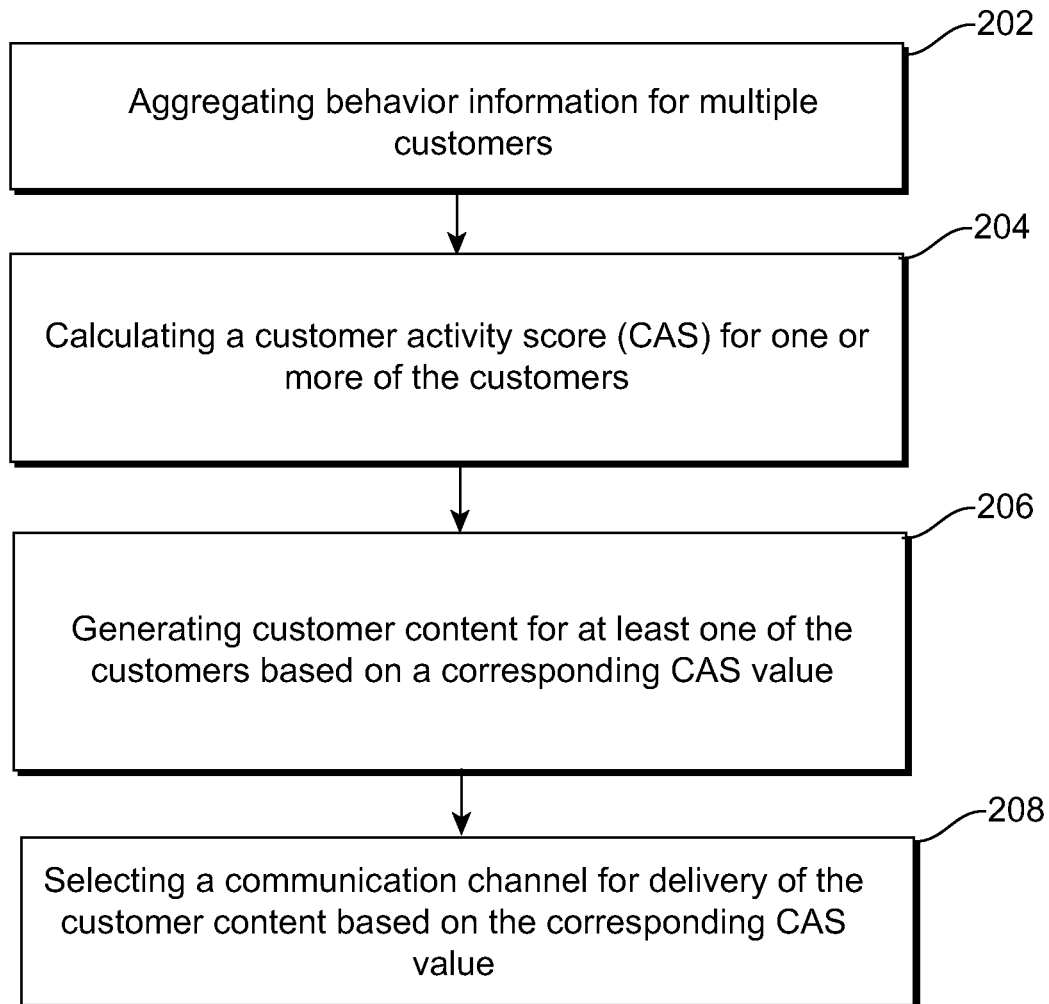 202
Aggregating behavior information for multiple
customers
204
Calculating a customer activity score (CAS) for one or
more of the customers
206
Generating customer content for at least one of the
customers based on a corresponding CAS value
208
Selecting a communication channel for delivery of the
customer content based on the corresponding CAS
value